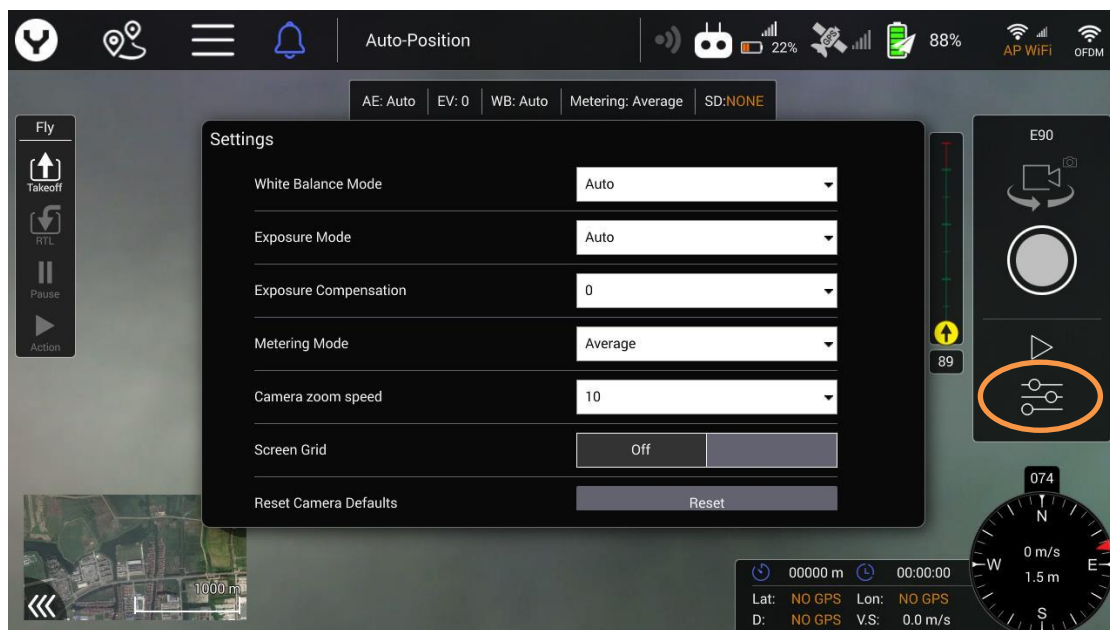 Auto-Position
22%
GPS
88%
AP WiFi
OFDM
AE: Auto EV: 0 WB: Auto Metering: Average SD:NONE
Fly
Takeoff
RTL
Pause
Action
Settings
White Balance Mode Auto
Exposure Mode Auto
Exposure Compensation 0
Metering Mode Average
Camera zoom speed 10
Screen Grid Off
Reset Camera Defaults Reset
89
E90
1000 m
00000 m 00:00:00
Lat: NO GPS Lon: NO GPS
D: NO GPS V.S: 0.0 m/s
074
N
W E
S
0 m/s
1.5 m